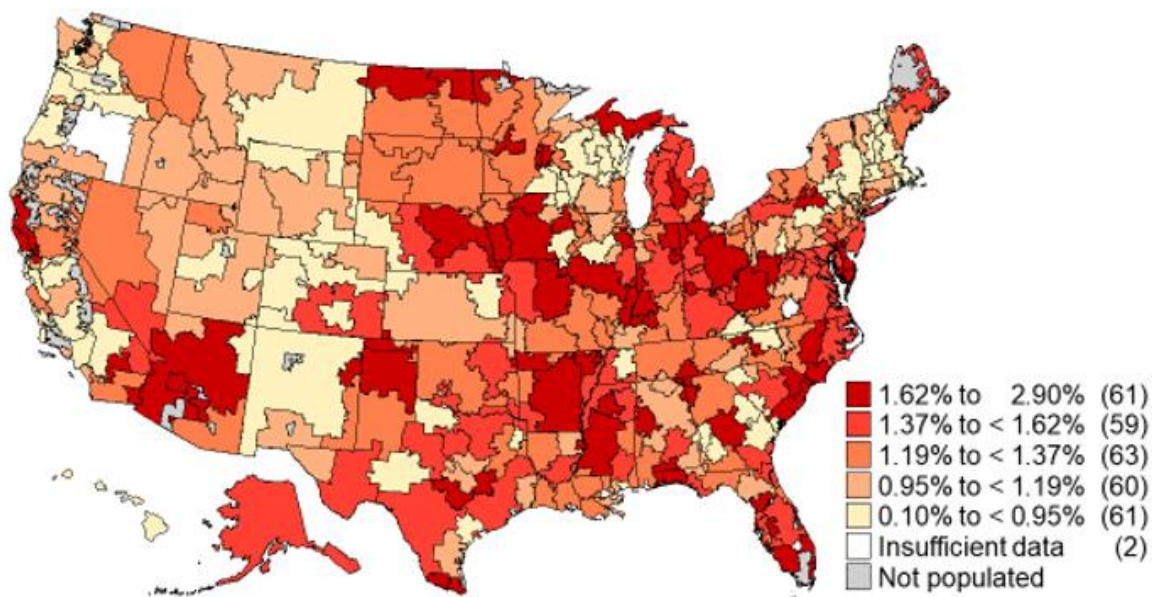 1.62% to 2.90% (61)
1.37% to < 1.62% (59)
1.19% to < 1.37% (63)
0.95% to < 1.19% (60)
0.10% to < 0.95% (61)
Insufficient data (2)
Not populated